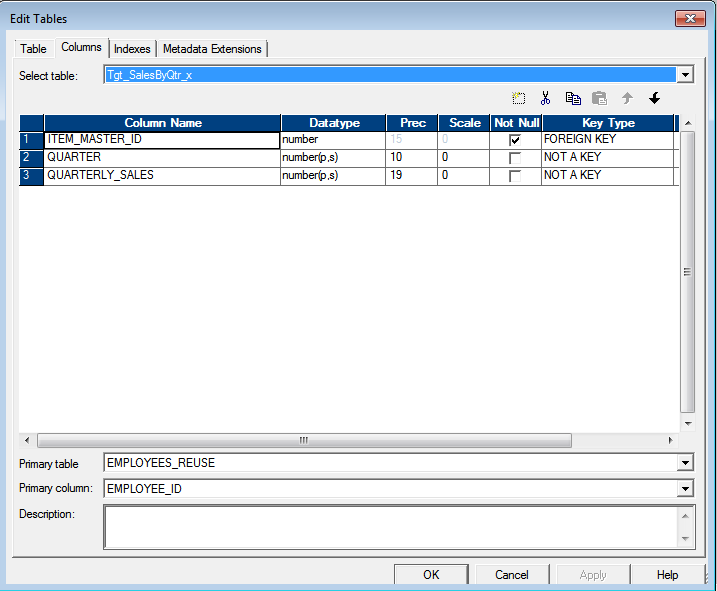 Edit Tables
Table Columns Indexes Metadata Extensions
Select table: Tgt_SalesByQtr_x
Column Name Datatype Prec Scale Not Null Key Type
1 ITEM_MASTER_ID number 15 0 FOREIGN KEY
2 QUARTER number(p,s) 10 0 NOT A KEY
3 QUARTERLY_SALES number(p,s) 19 0 NOT A KEY
Primary table EMPLOYEES_REUSE
Primary column: EMPLOYEE_ID
Description:
OK Cancel Apply Help